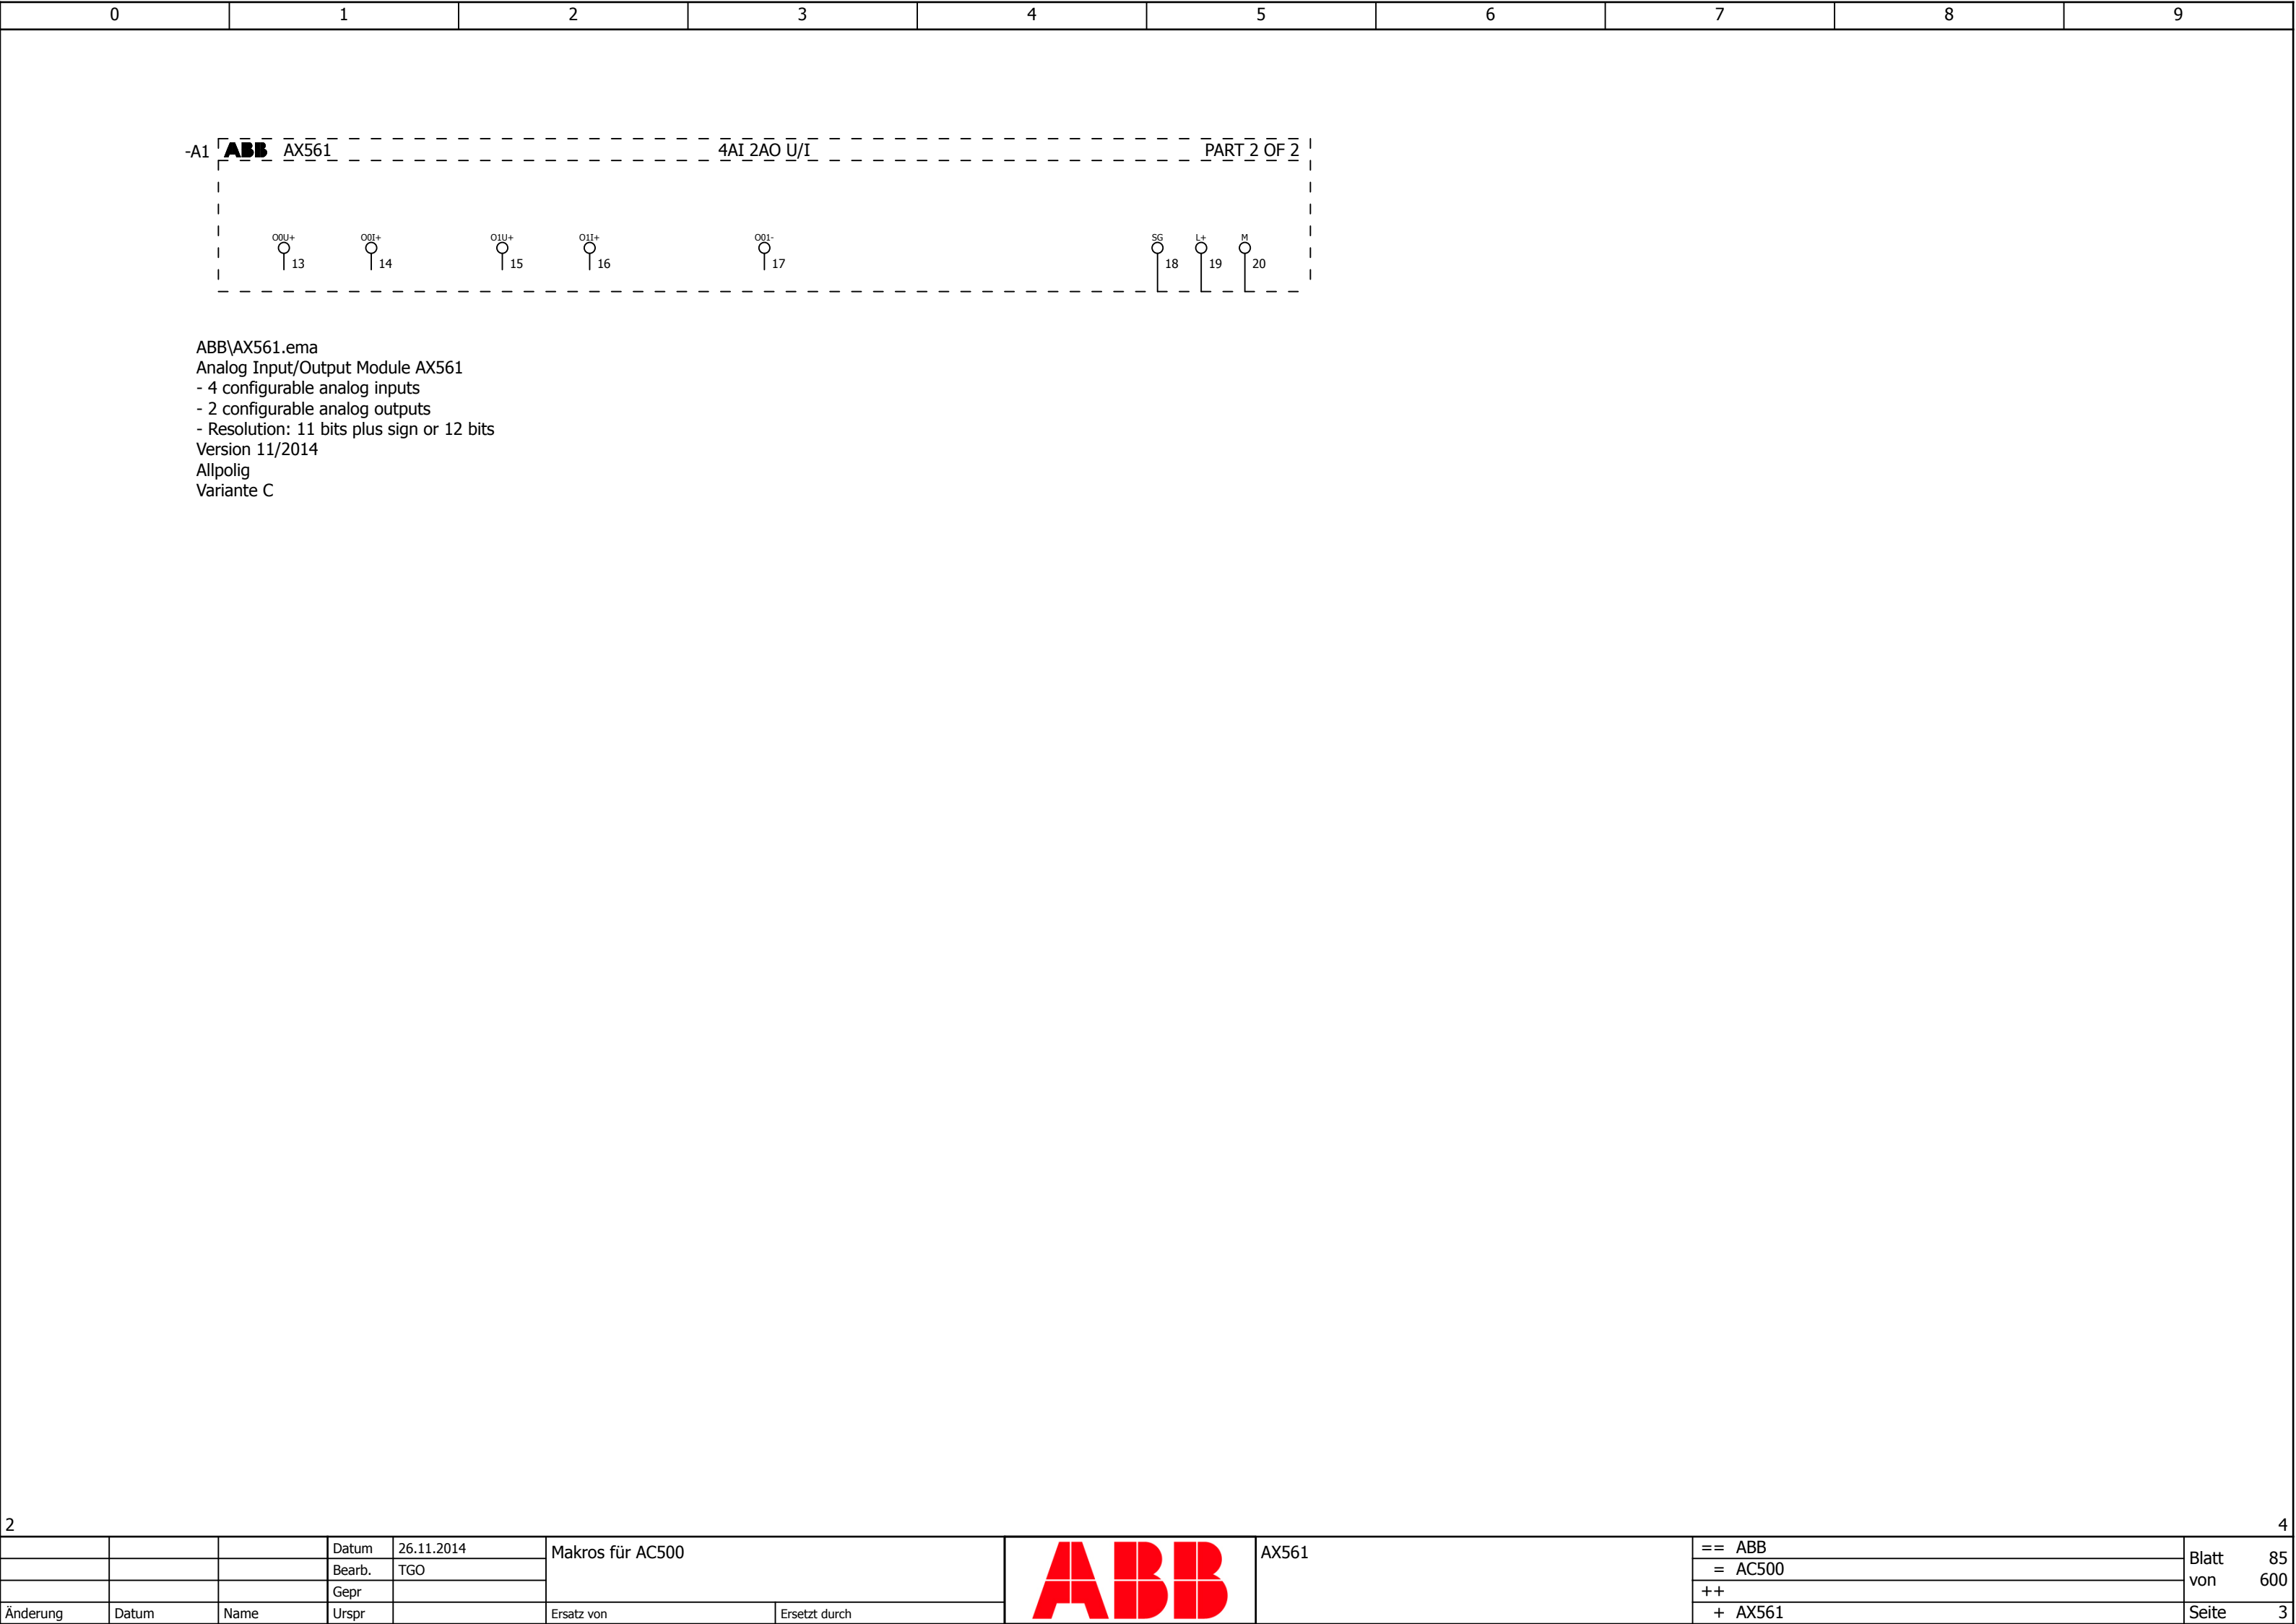 0 1 2 3 4 5 6 7 8 9
-A1 ABB AX561 4AI 2AO U/I PART 2 OF 2
O0U+ O0I+ O1U+ O1I+ O01- SG L+ M
13 14 15 16 17 18 19 20
ABB\AX561.ema
Analog Input/Output Module AX561
- 4 configurable analog inputs
- 2 configurable analog outputs
- Resolution: 11 bits plus sign or 12 bits
Version 11/2014
Allpolig
Variante C
2 4
Datum 26.11.2014
Bearb. TGO
Gepr
Änderung Datum Name Urspr
Makros für AC500
Ersatz von Ersetzt durch
ABB
AX561
== ABB
= AC500
++
+ AX561
Blatt 85
von 600
Seite 3